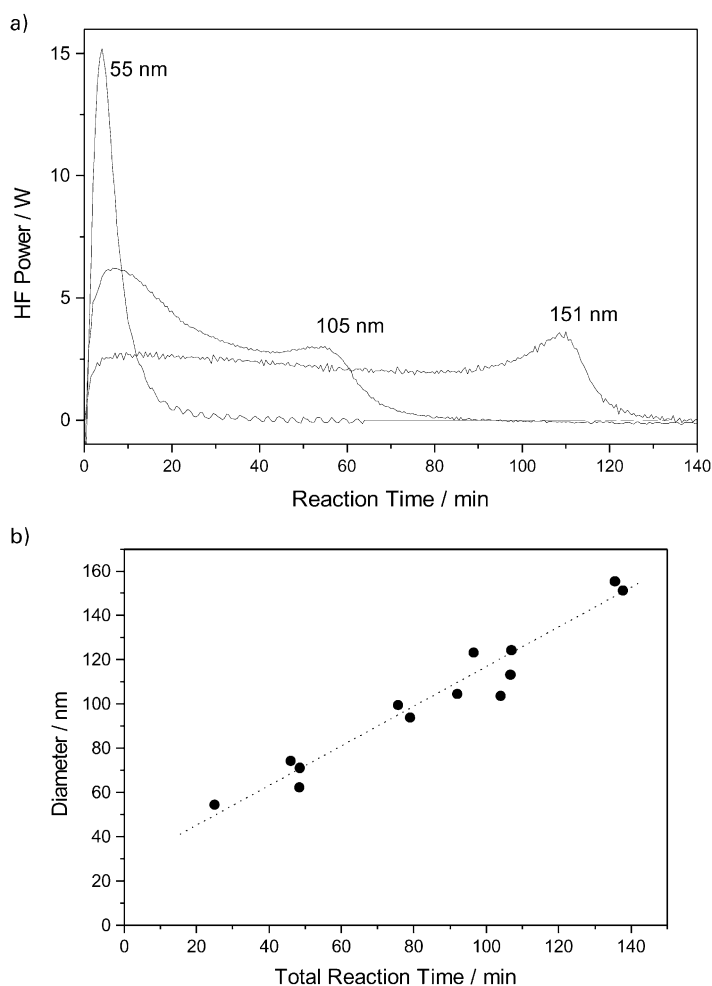 a)
15
10
5
0
HF Power / W
55 nm
105 nm
151 nm
0 20 40 60 80 100 120 140
Reaction Time / min
b)
160
140
120
100
80
60
40
20
0
Diameter / nm
0 20 40 60 80 100 120 140
Total Reaction Time / min